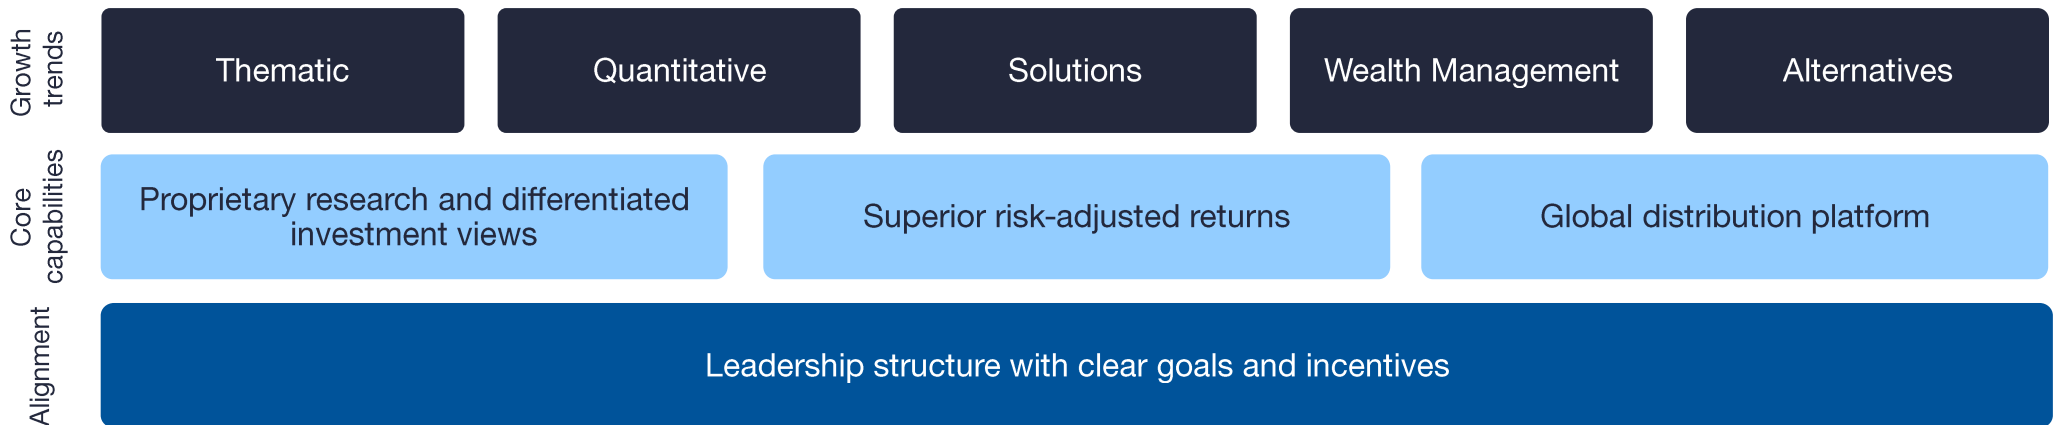 Growth
trends
Thematic
Quantitative
Solutions
Wealth Management
Alternatives
Core
capabilities
Proprietary research and differentiated
investment views
Superior risk-adjusted returns
Global distribution platform
Alignment
Leadership structure with clear goals and incentives